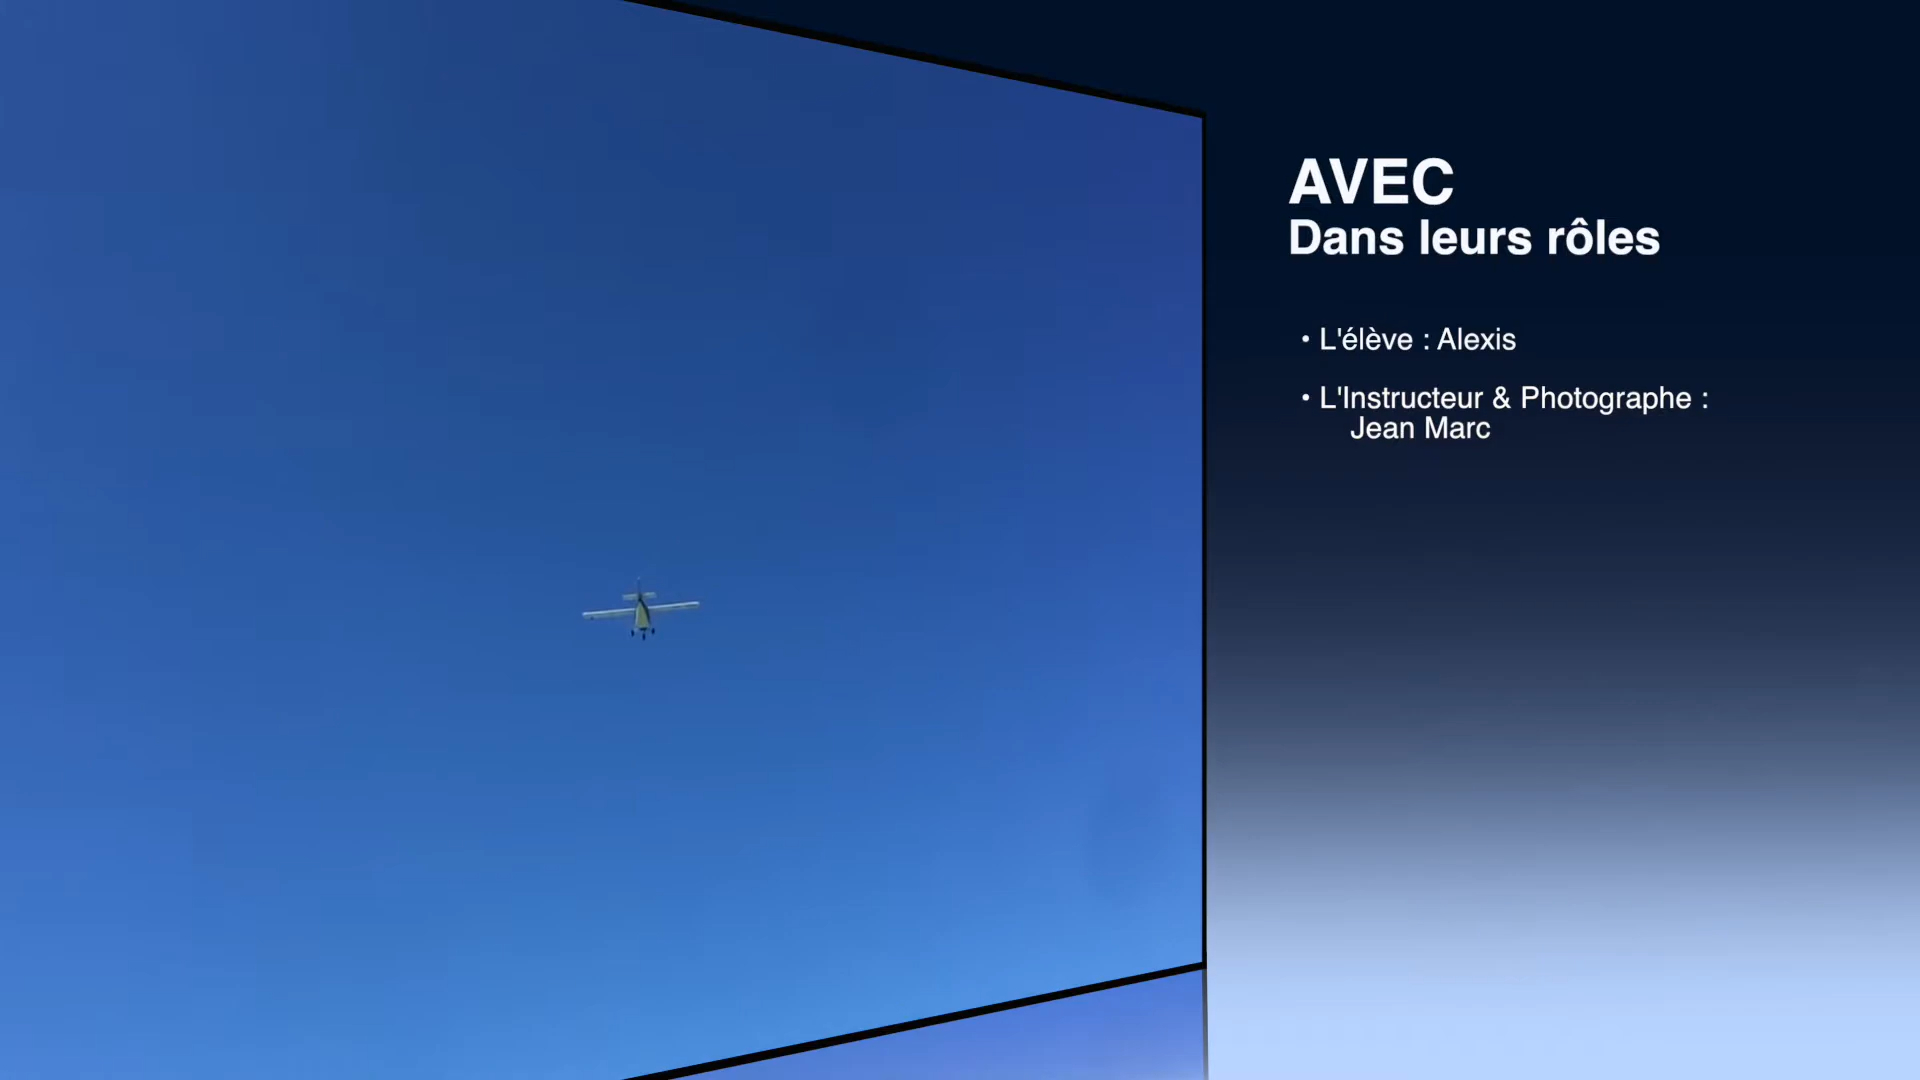 AVEC
Dans leurs rôles
• L'élève : Alexis
• L'Instructeur & Photographe :
Jean Marc